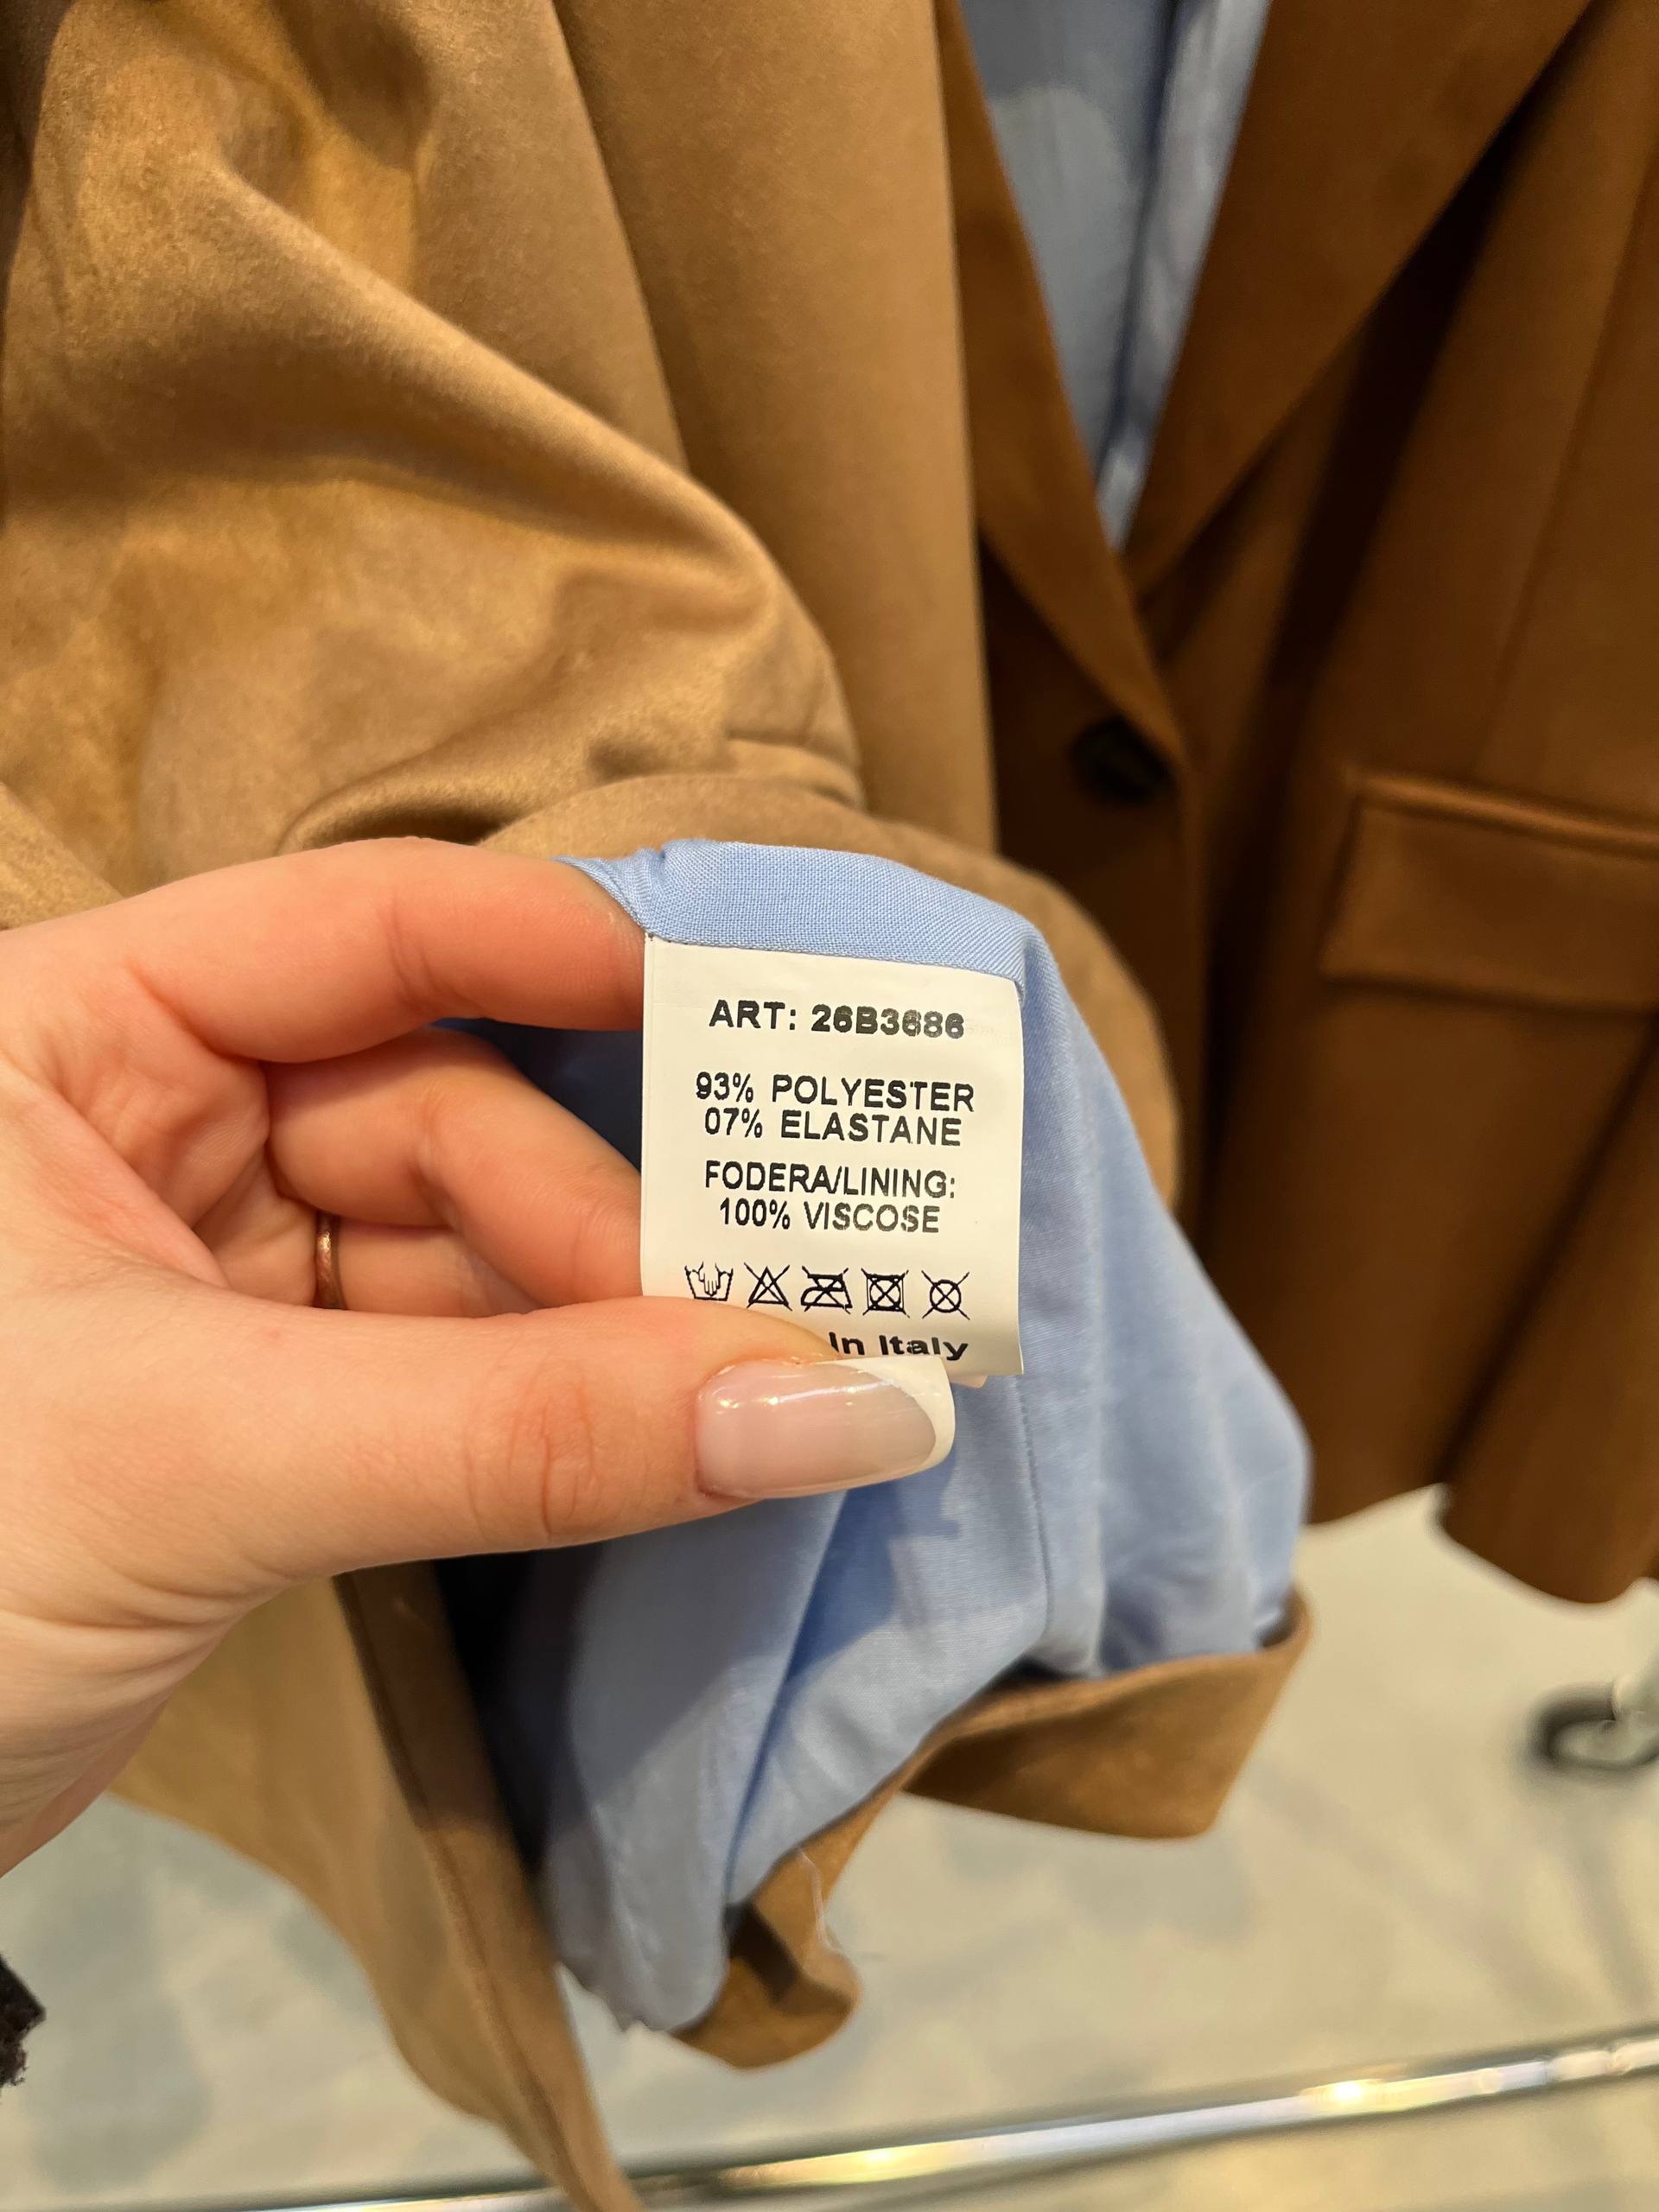 ART: 26B3686
93% POLYESTER
07% ELASTANE
FODERA/LINING:
100% VISCOSE
In Italy